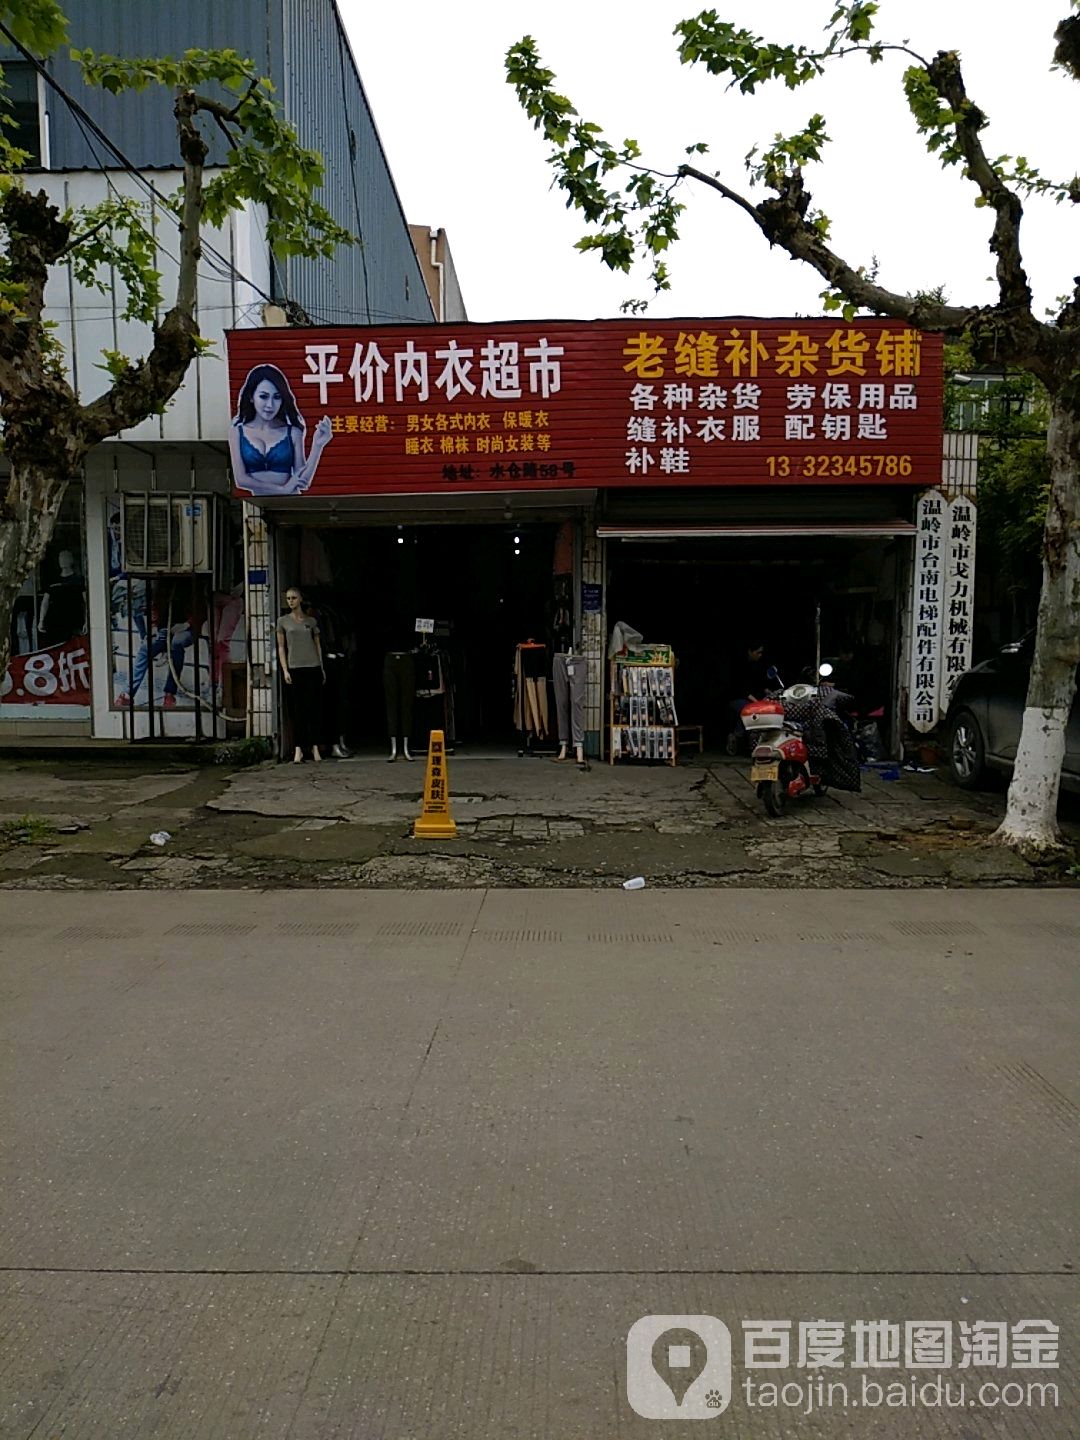 平价内衣超市
主要经营：男女各式内衣 保暖衣
睡衣 棉袜 时尚女装等
地址：水仓路58号
老缝补杂货铺
各种杂货 劳保用品
缝补衣服 配钥匙
补鞋
13 32345786
温岭市台南电梯配件有限公司
温岭市戈力机械有限公
.8折
皮肤
百度地图淘金
taojin.baidu.com